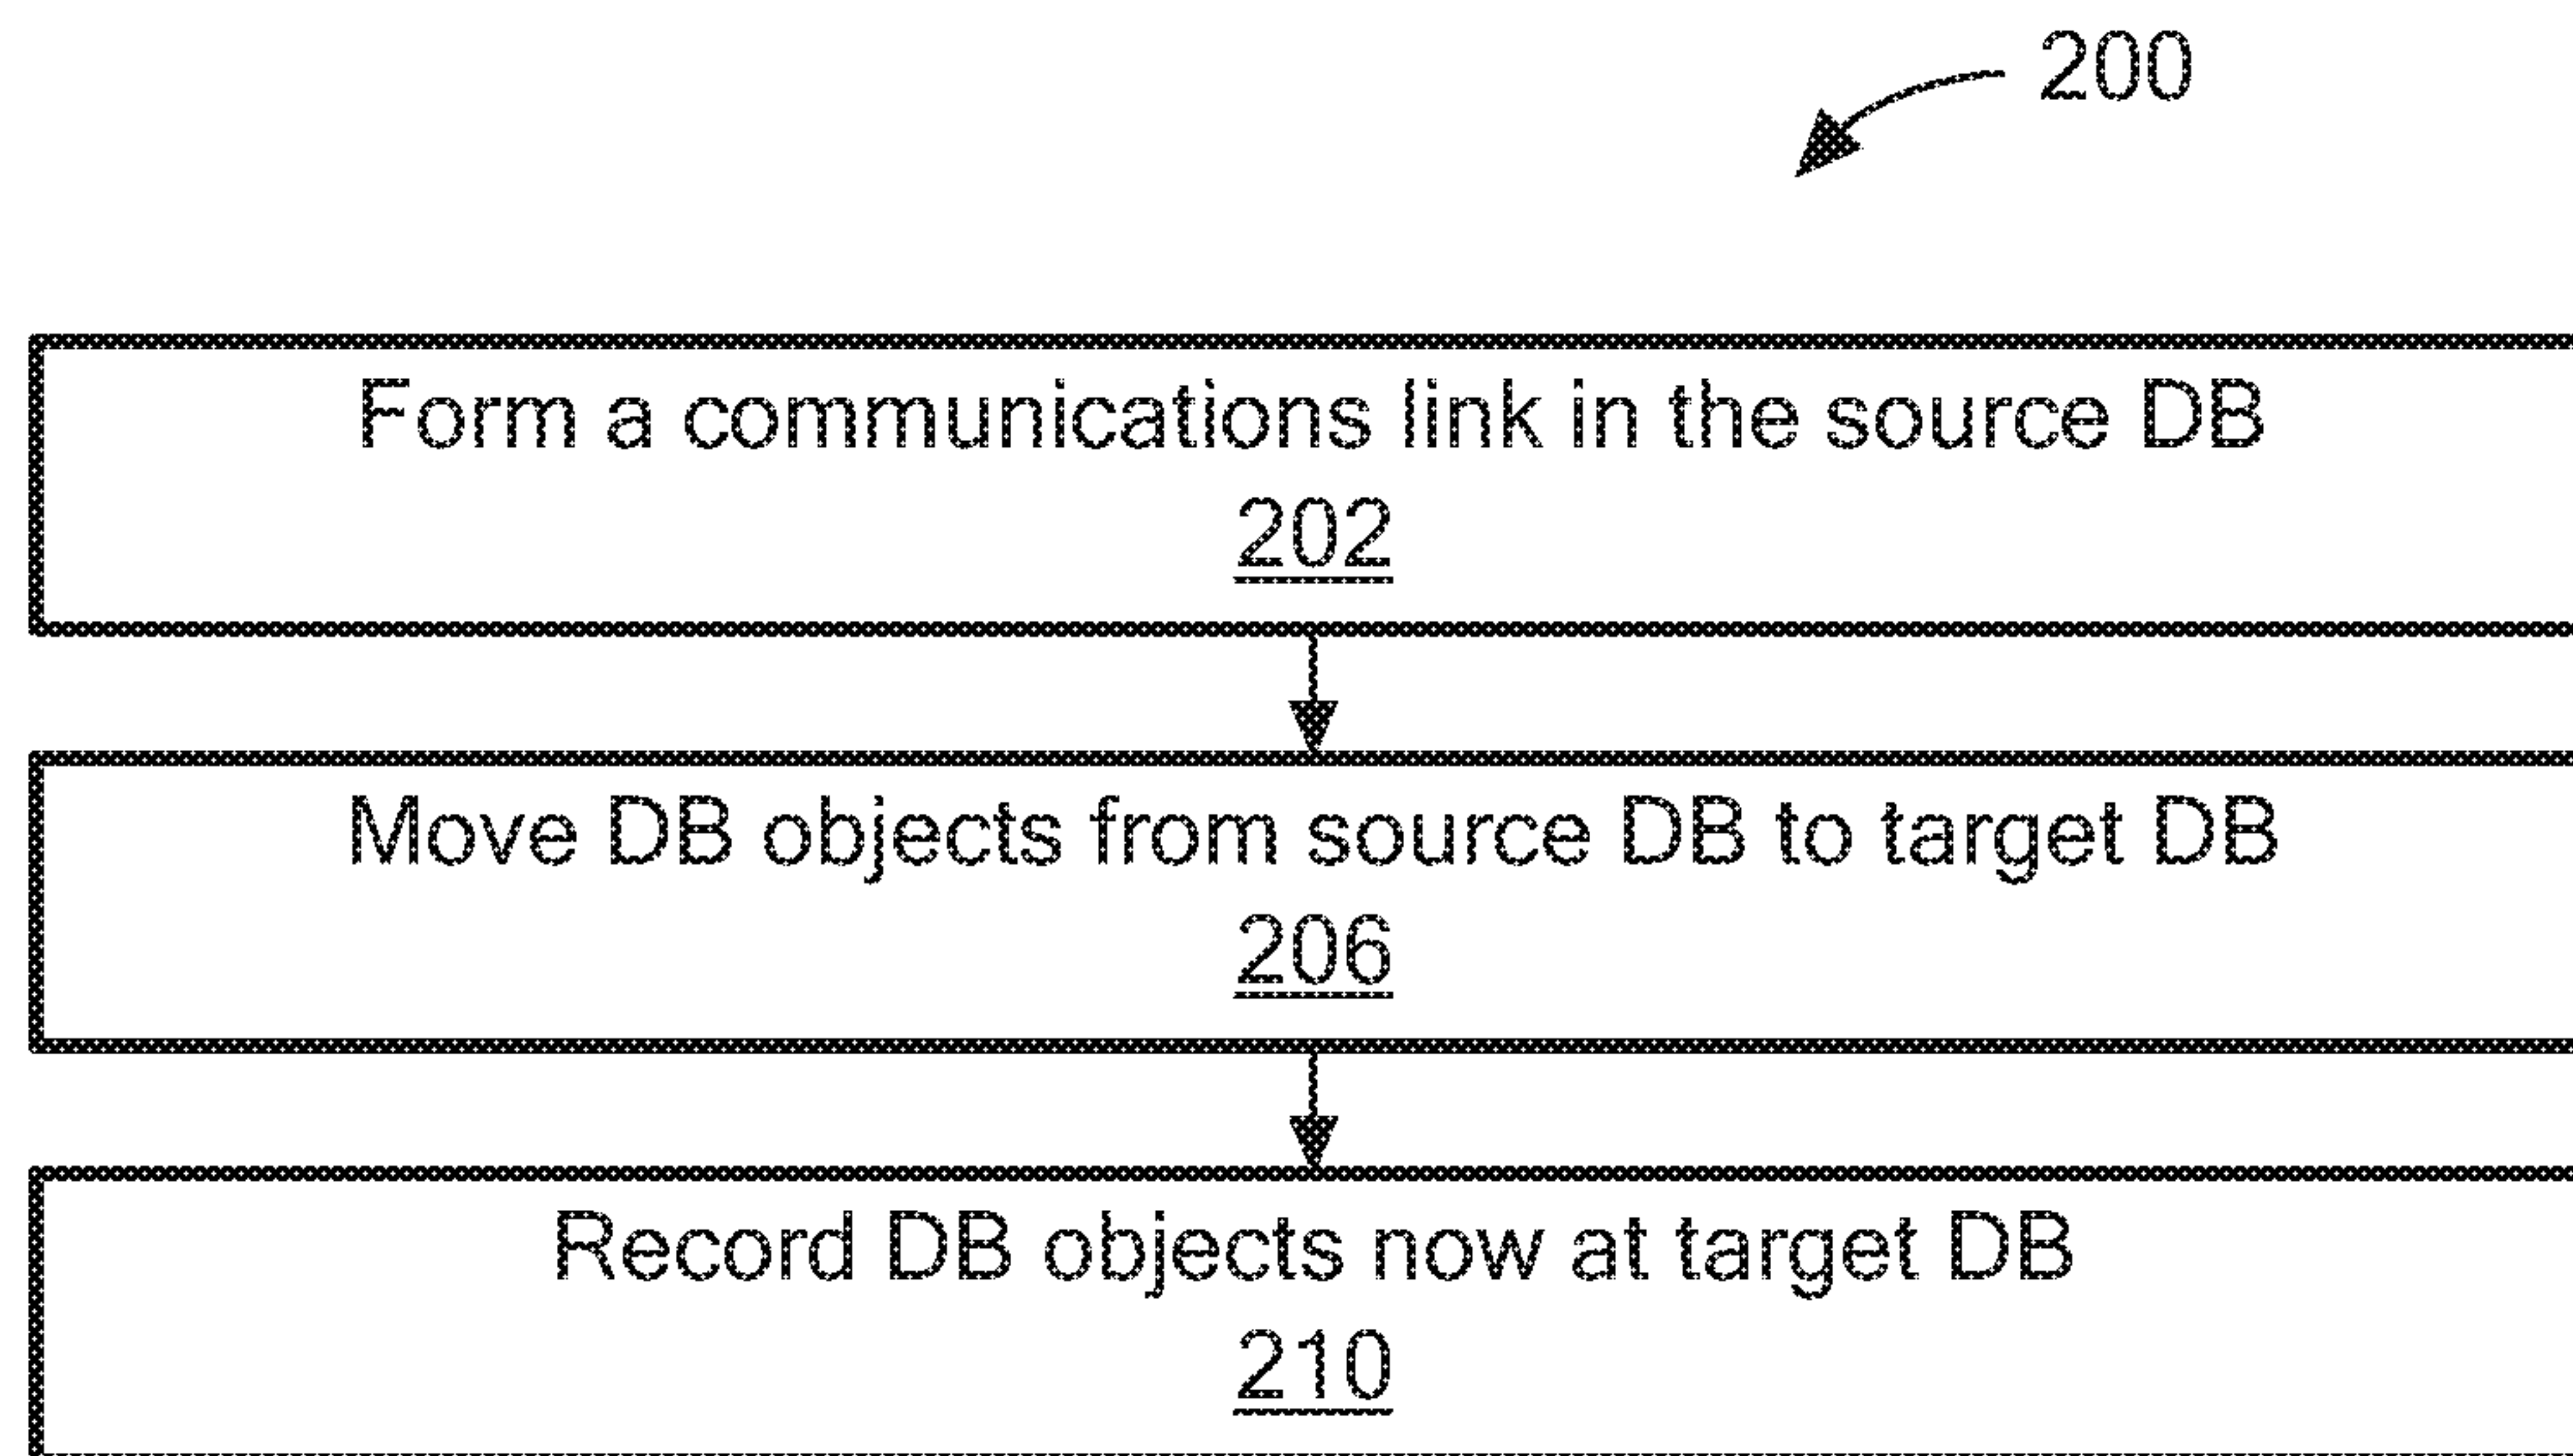 200
Form a communications link in the source DB
202
Move DB objects from source DB to target DB
206
Record DB objects now at target DB
210